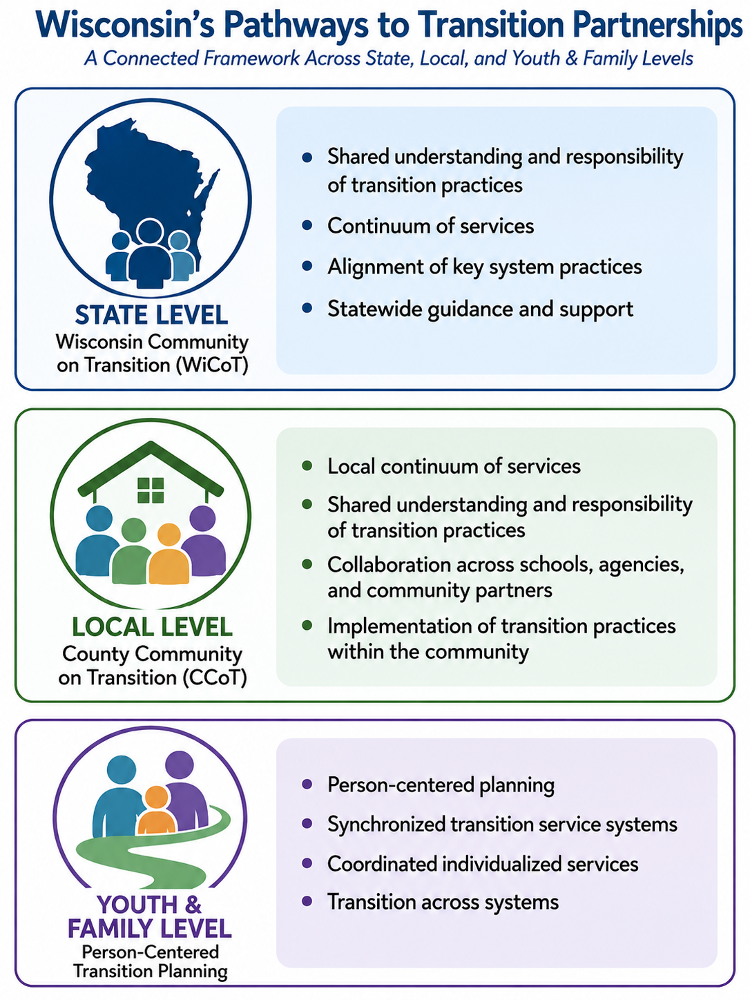 Wisconsin's Pathways to Transition Partnerships
A Connected Framework Across State, Local, and Youth & Family Levels
STATE LEVEL
Wisconsin Community
on Transition (WiCoT)
• Shared understanding and responsibility
of transition practices
• Continuum of services
• Alignment of key system practices
• Statewide guidance and support
LOCAL LEVEL
County Community
on Transition (CCoT)
• Local continuum of services
• Shared understanding and responsibility
of transition practices
• Collaboration across schools, agencies,
and community partners
• Implementation of transition practices
within the community
YOUTH &
FAMILY LEVEL
Person-Centered
Transition Planning
• Person-centered planning
• Synchronized transition service systems
• Coordinated individualized services
• Transition across systems